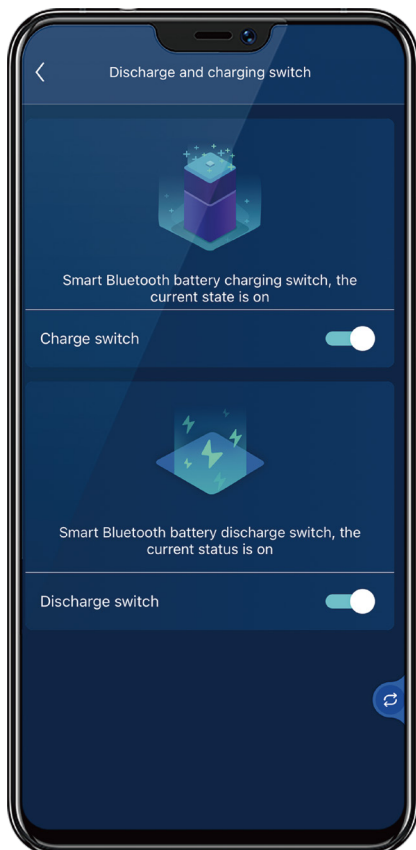 Discharge and charging switch
Smart Bluetooth battery charging switch, the
current state is on
Charge switch
Smart Bluetooth battery discharge switch, the
current status is on
Discharge switch